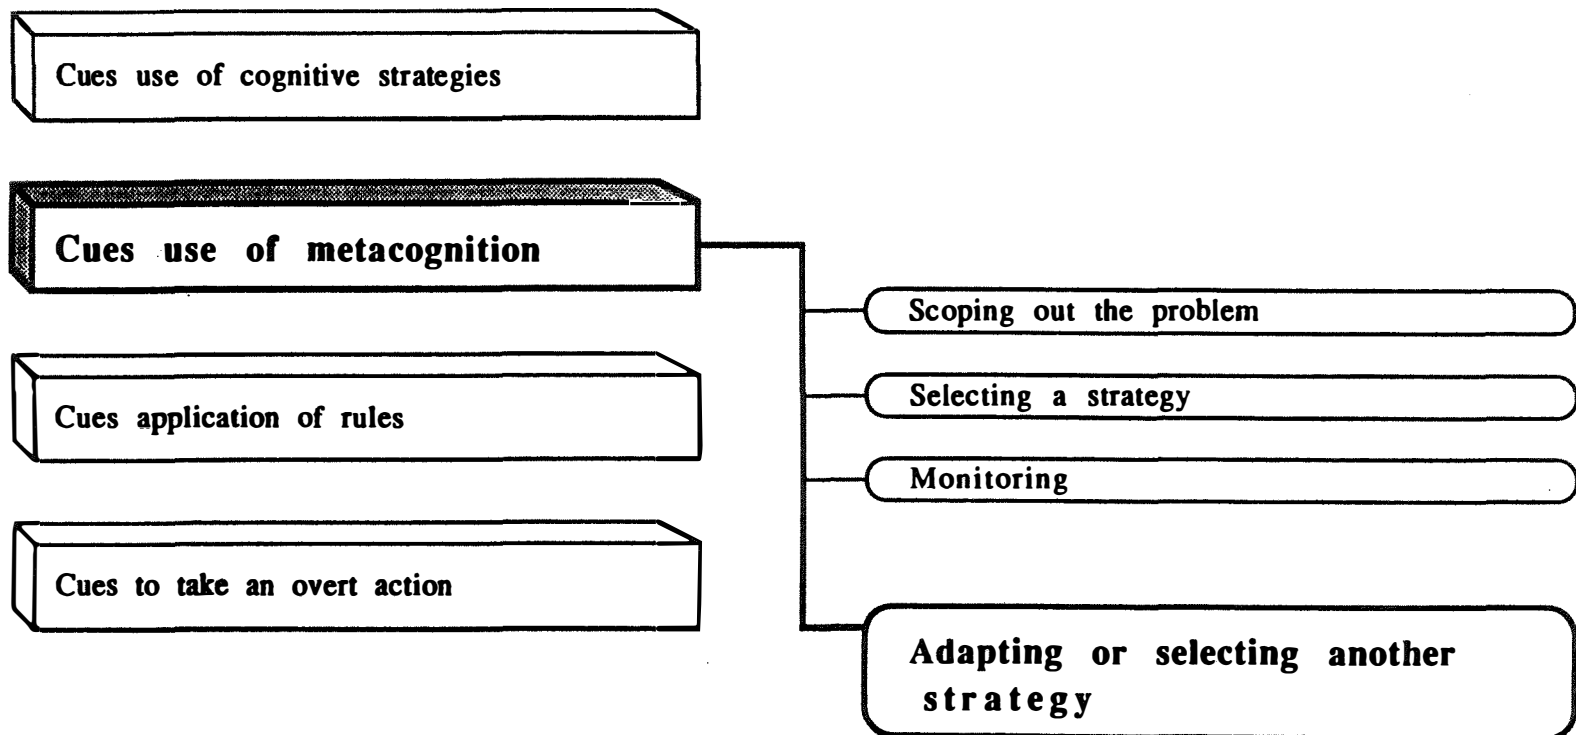 Cues use of cognitive strategies
Cues use of metacognition
Cues application of rules
Cues to take an overt action
Scoping out the problem
Selecting a strategy
Monitoring
Adapting or selecting another
strategy